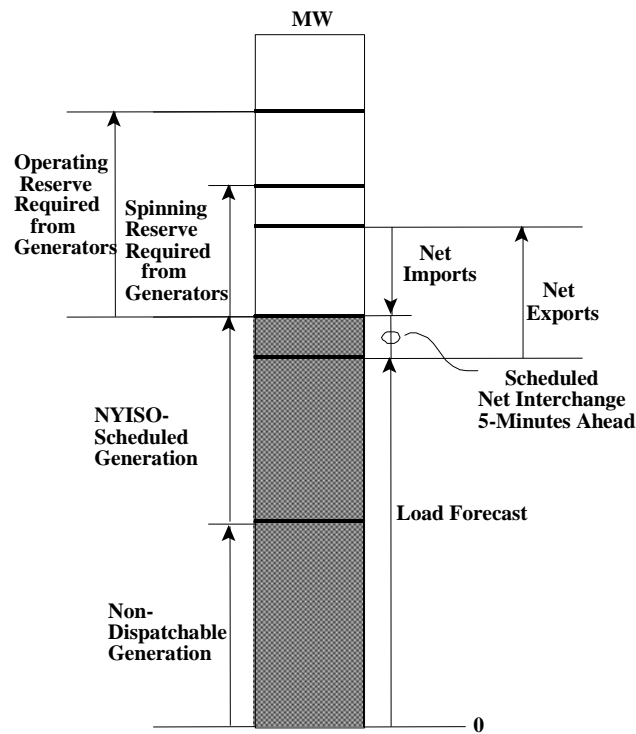 MW
Operating
Reserve
Required
from
Generators
Spinning
Reserve
Required
from
Generators
Net
Imports
Net
Exports
Scheduled
Net Interchange
5-Minutes Ahead
NYISO-
Scheduled
Generation
Load Forecast
Non-
Dispatchable
Generation
0